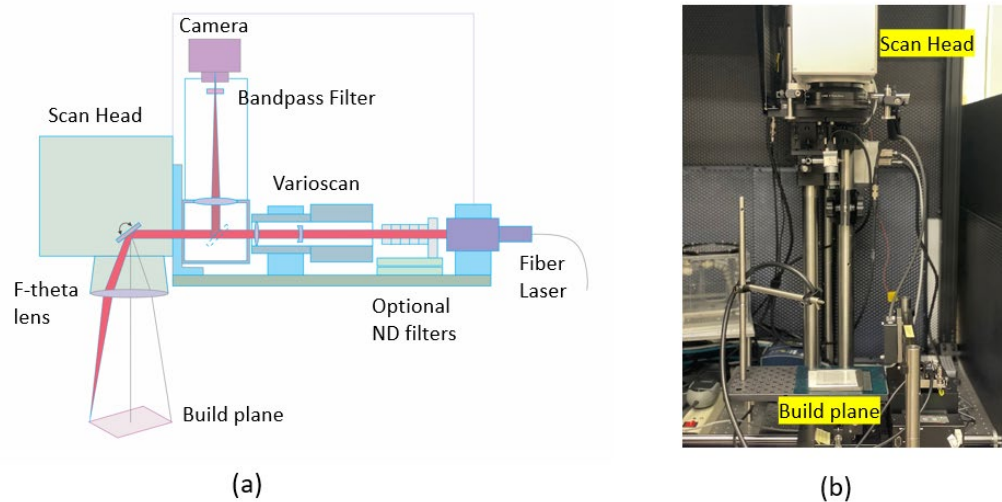 Camera
Bandpass Filter
Scan Head
Varioscan
F-theta
lens
Fiber
Laser
Optional
ND filters
Build plane
(a)
Scan Head
Build plane
(b)